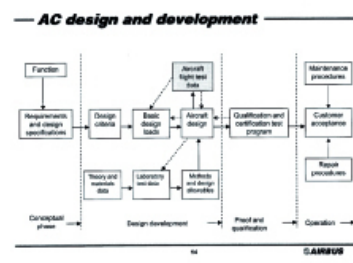 AC design and development
Function
Aircraft
flight test
data
Maintenance
procedures
Requirements
and design
specifications
Design
criteria
Basic
design
loads
Aircraft
design
Qualification and
certification test
program
Customer
acceptance
Theory and
materials
data
Laboratory
test data
Methods
and design
allowables
Repair
procedures
Conceptual
phase
Design development
Proof and
qualification
Operation
AIRBUS